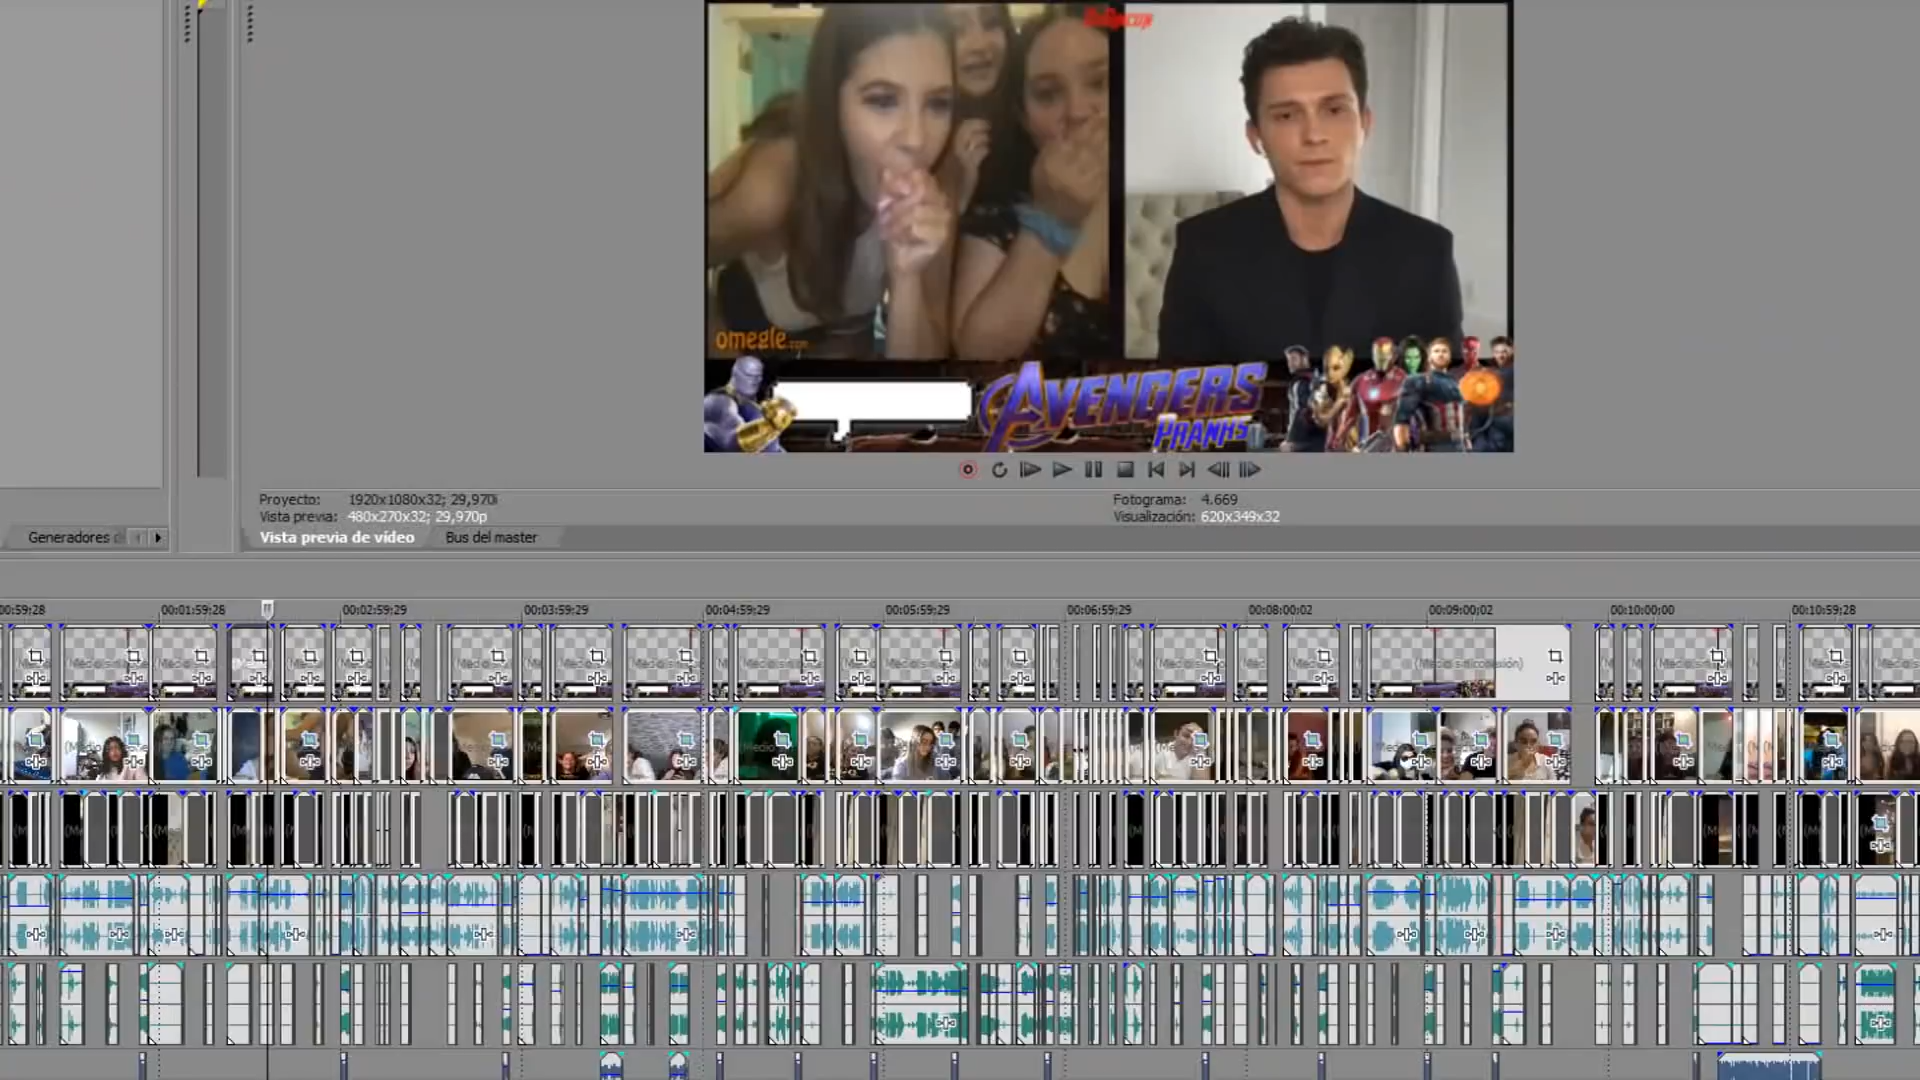 omegle.com
AVENGERS
PRANKS
Proyecto: 1920x1080x32; 29,970i
Fotograma: 4.669
Vista previa: 480x270x32; 29,970p
Visualización: 620x349x32
Generadores d
Vista previa de vídeo
Bus del master
00:59:28
00:01:59:28
00:02:59:29
00:03:59:29
00:04:59:29
00:05:59:29
00:06:59:29
00:08:00:02
00:09:00:02
00:10:00:00
00:10:59:28
(Medio sin conexión)